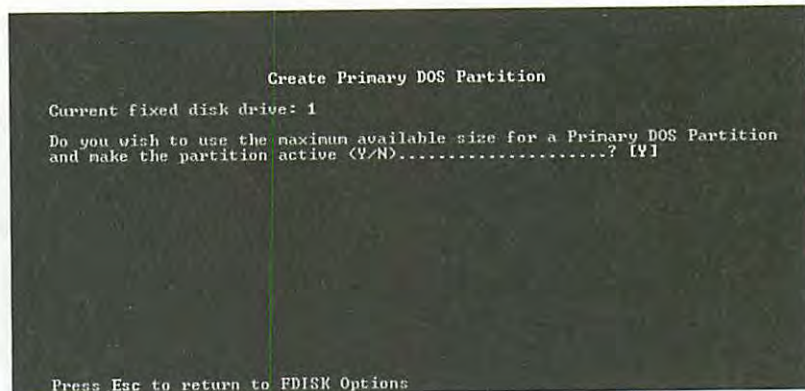 Create Primary DOS Partition
Current fixed disk drive: 1
Do you wish to use the maximum available size for a Primary DOS Partition
and make the partition active (Y/N).....................? [Y]
Press Esc to return to FDISK Options